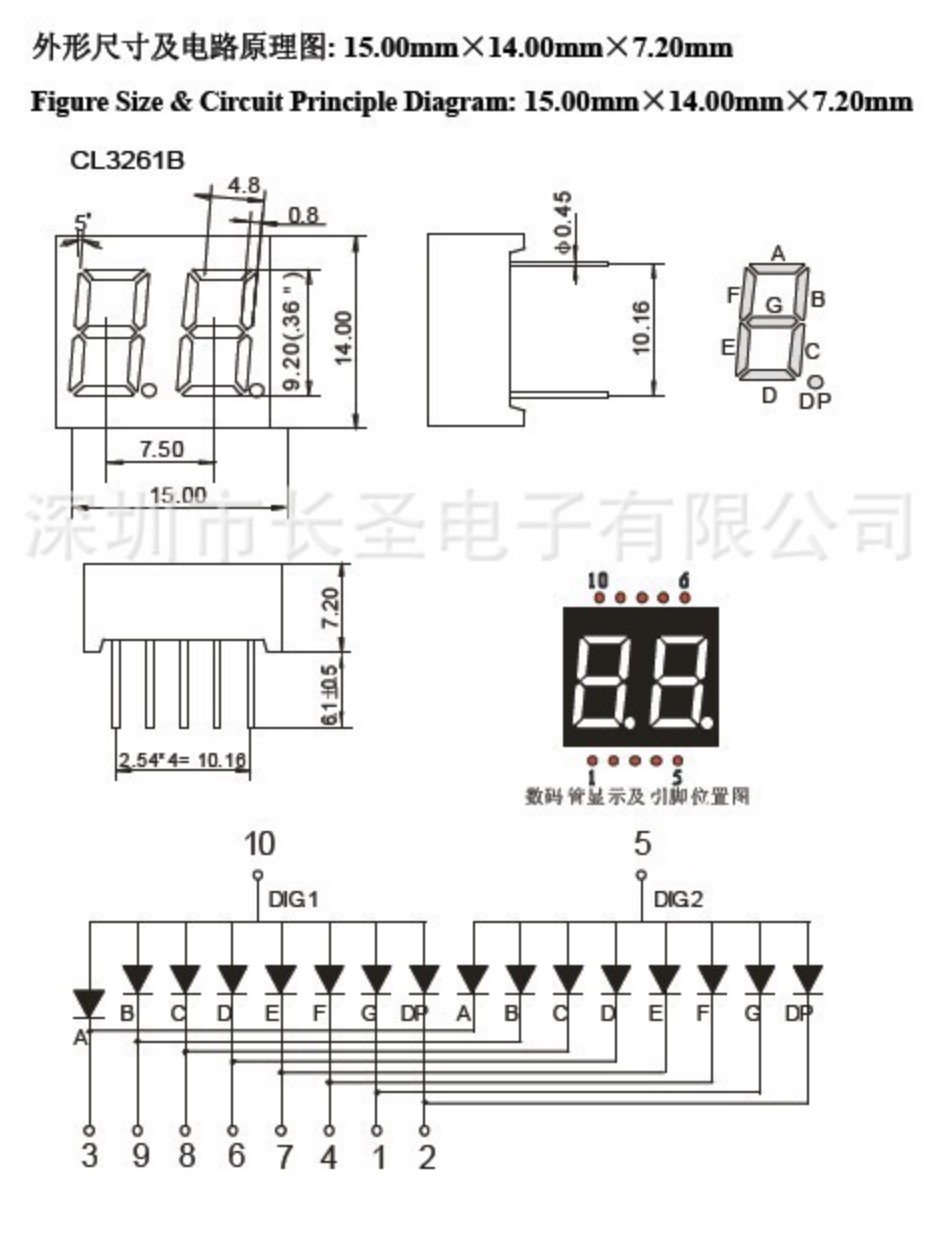 外形尺寸及电路原理图: 15.00mm×14.00mm×7.20mm
Figure Size & Circuit Principle Diagram: 15.00mm×14.00mm×7.20mm
CL3261B
4.8
0.8
5°
9.20(.36")
14.00
7.50
15.00
Φ0.45
10.16
A
F
B
G
E
C
D
DP
深圳市长圣电子有限公司
7.20
6.1±0.5
2.54*4= 10.16
10 6
1 5
数码管显示及引脚位置图
10 5
DIG.1 DIG.2
A B C D E F G DP A B C D E F G DP
3 9 8 6 7 4 1 2